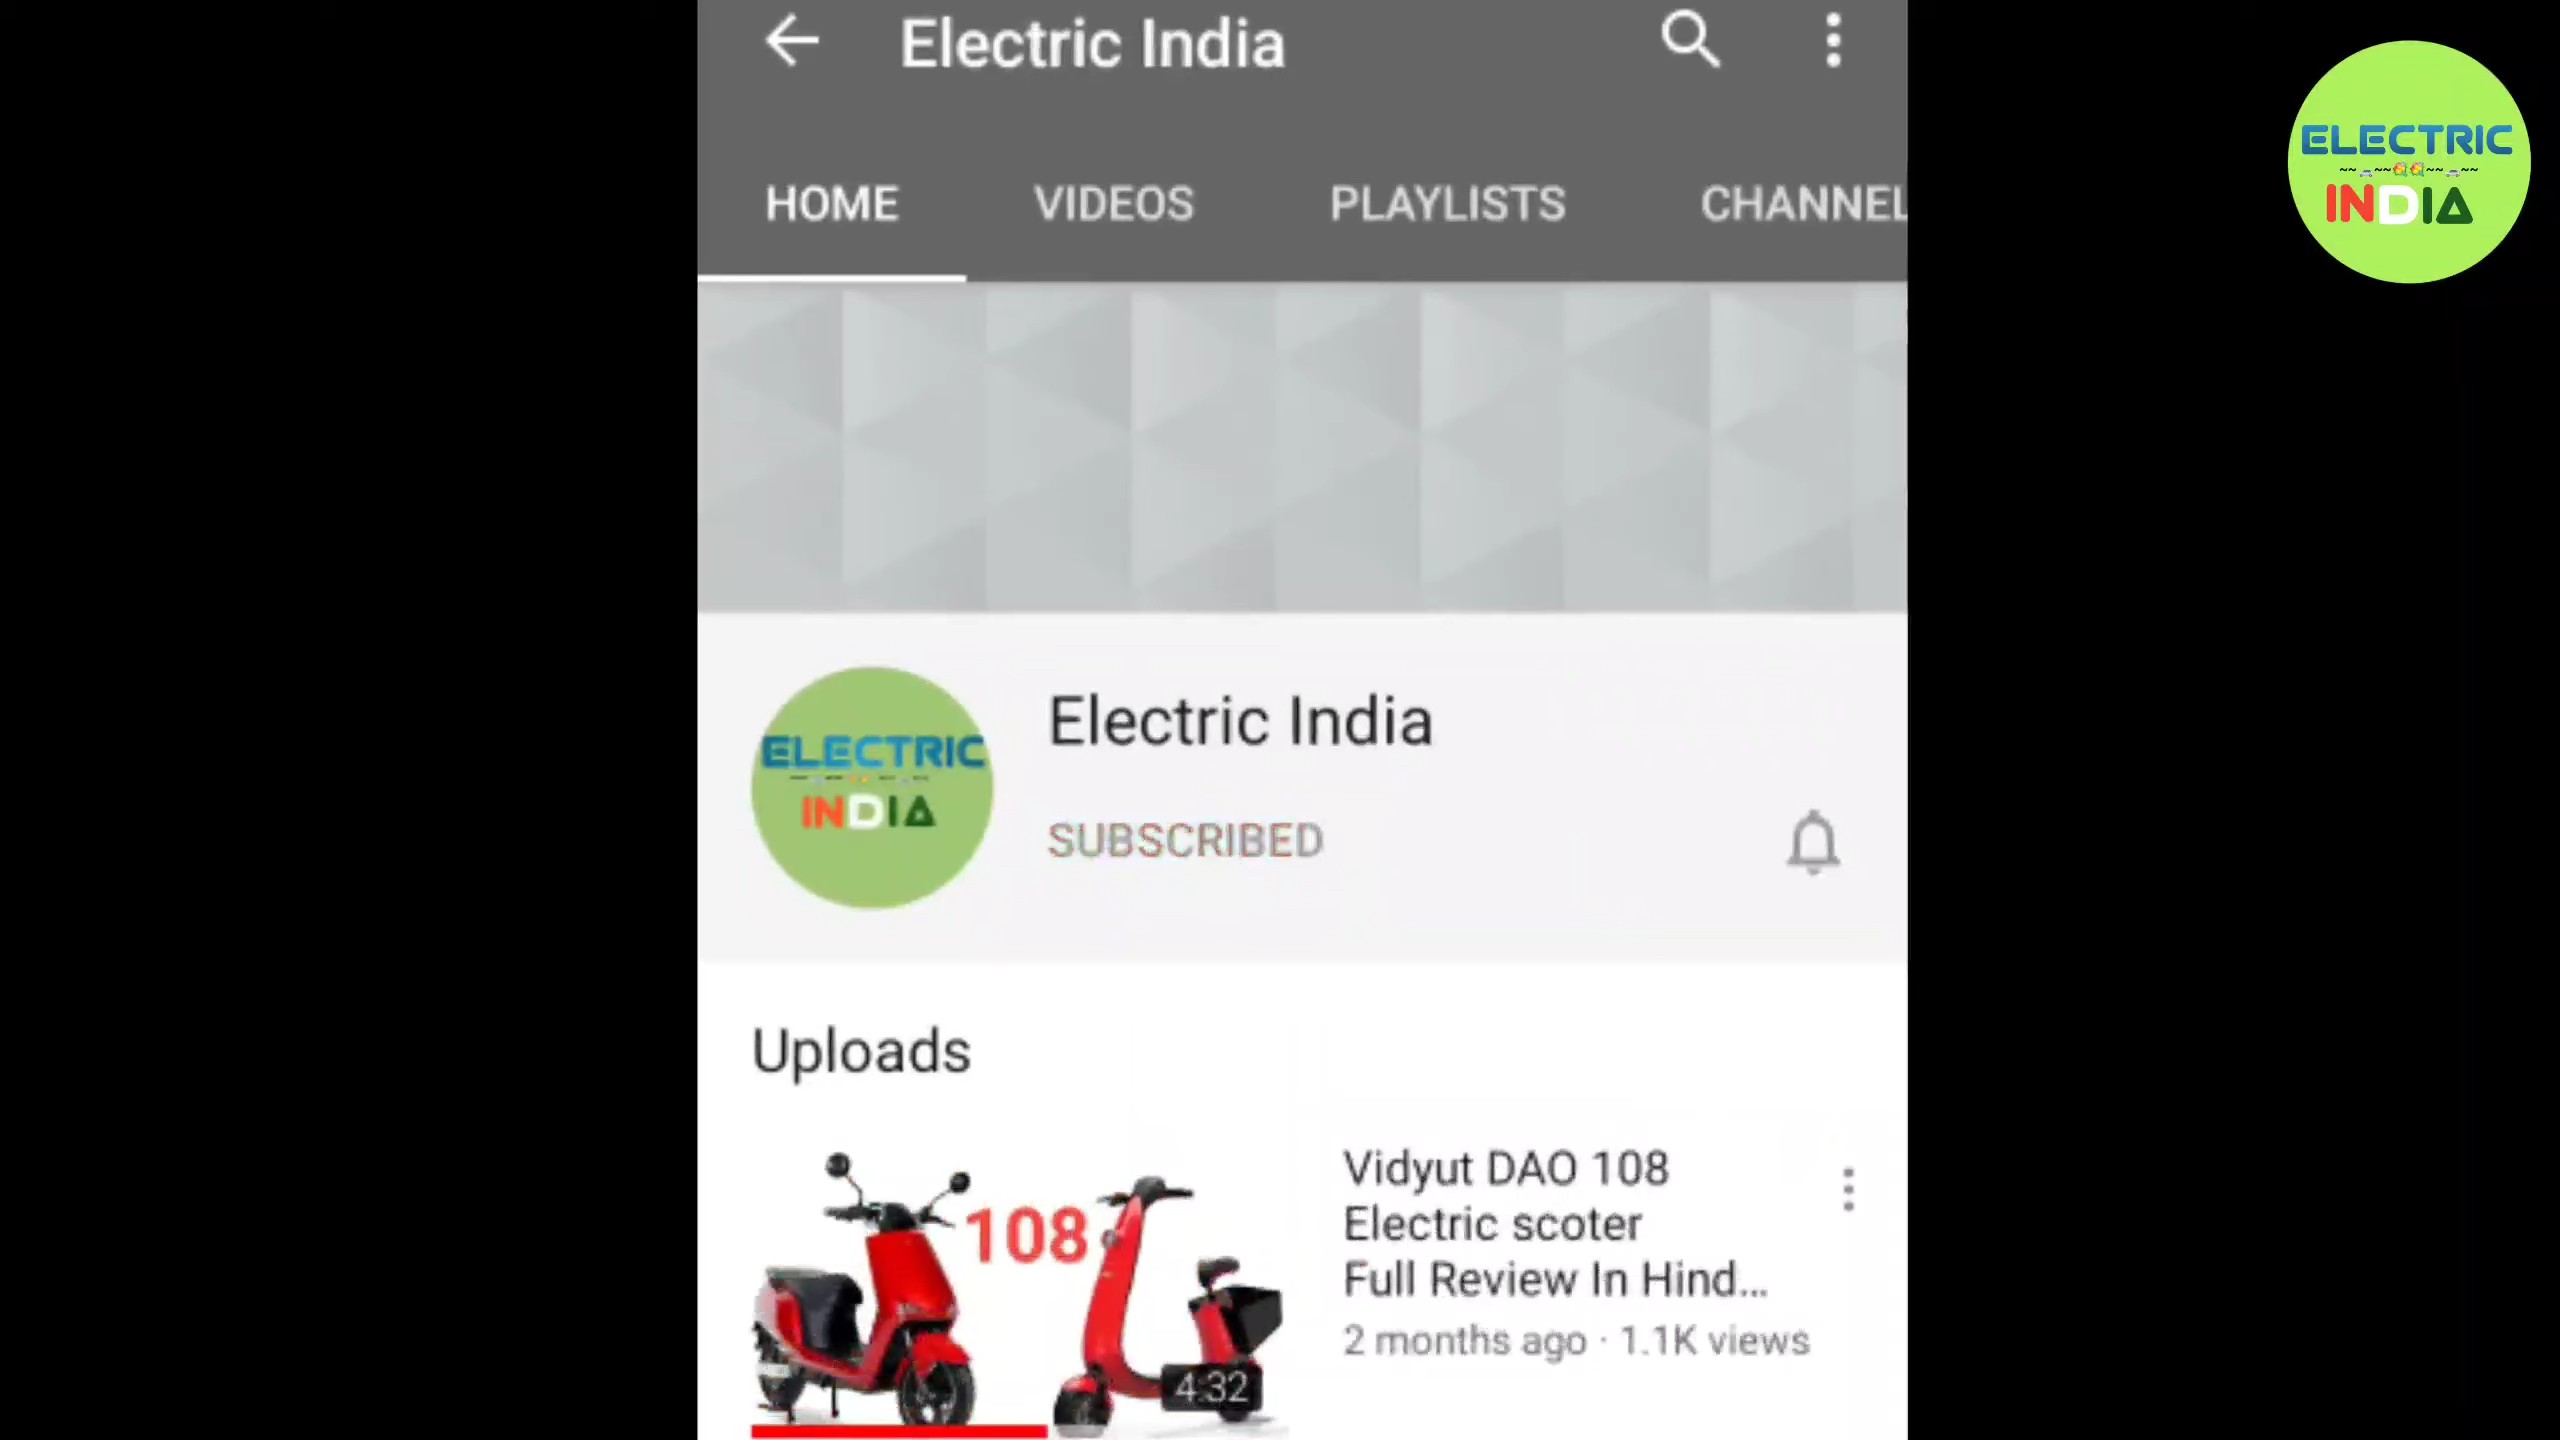 Electric India
HOME VIDEOS PLAYLISTS CHANNEL
ELECTRIC
INDIA
ELECTRIC
INDIA
Electric India
SUBSCRIBED
Uploads
108
4:32
Vidyut DAO 108
Electric scoter
Full Review In Hind...
2 months ago · 1.1K views